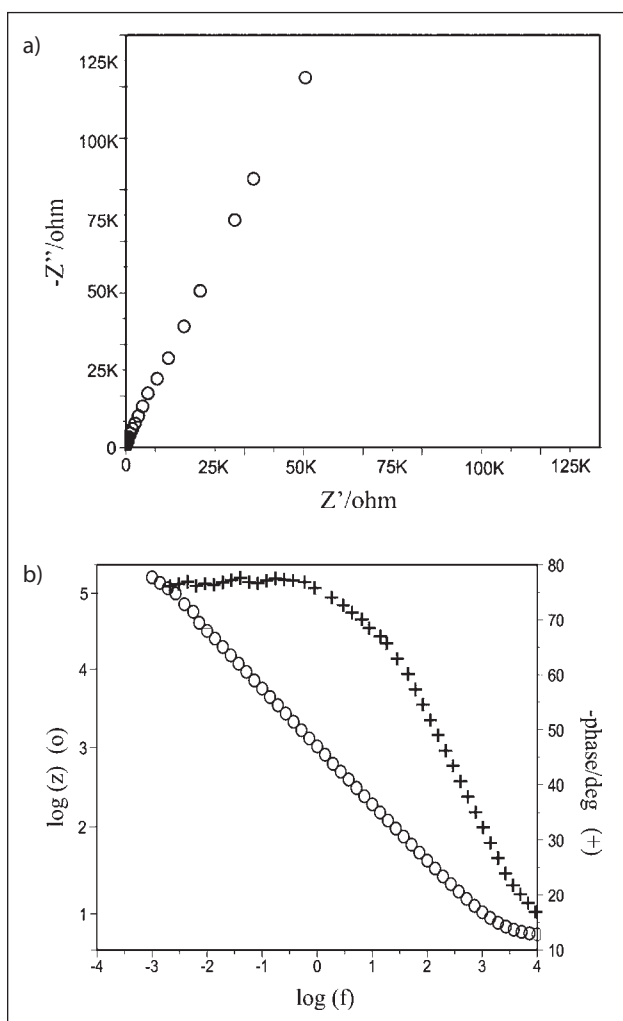 a)
125K
100K
75K
50K
25K
0
-Z’’/ohm
0 25K 50K 75K 100K 125K
Z’/ohm
b)
5
4
3
2
1
log (z) (o)
80
70
60
50
40
30
20
10
-phase/deg (+)
-4 -3 -2 -1 0 1 2 3 4
log (f)